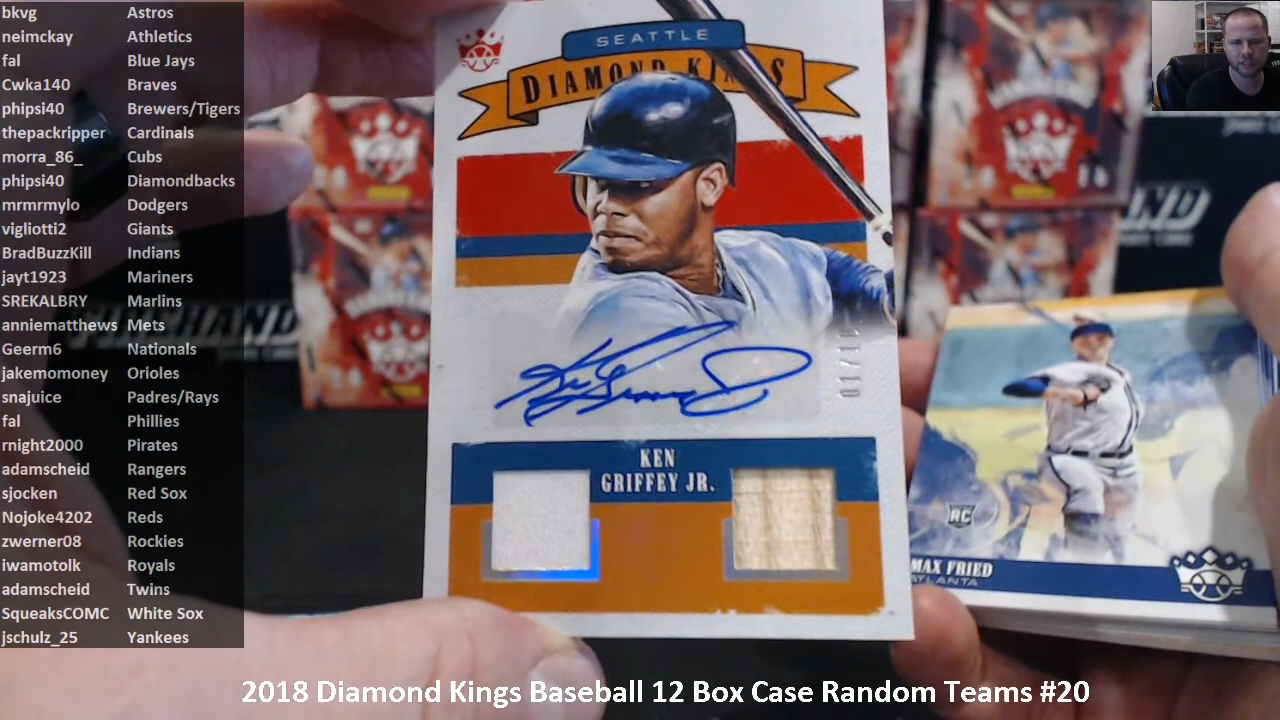 bkvg Astros
neimckay Athletics
fal Blue Jays
Cwka140 Braves
phipsi40 Brewers/Tigers
thepackripper Cardinals
morra_86_ Cubs
phipsi40 Diamondbacks
mrmrmylo Dodgers
vigliotti2 Giants
BradBuzzKill Indians
jayt1923 Mariners
SREKALBRY Marlins
anniematthews Mets
Geerm6 Nationals
jakemomoney Orioles
snajuice Padres/Rays
fal Phillies
rnight2000 Pirates
adamscheid Rangers
sjocken Red Sox
Nojoke4202 Reds
zwerner08 Rockies
iwamotolk Royals
adamscheid Twins
SqueaksCOMC White Sox
jschulz_25 Yankees
SEATTLE
DIAMOND KINGS
KEN
GRIFFEY JR.
RC
MAX FRIED
ATLANTA
2018 Diamond Kings Baseball 12 Box Case Random Teams #20